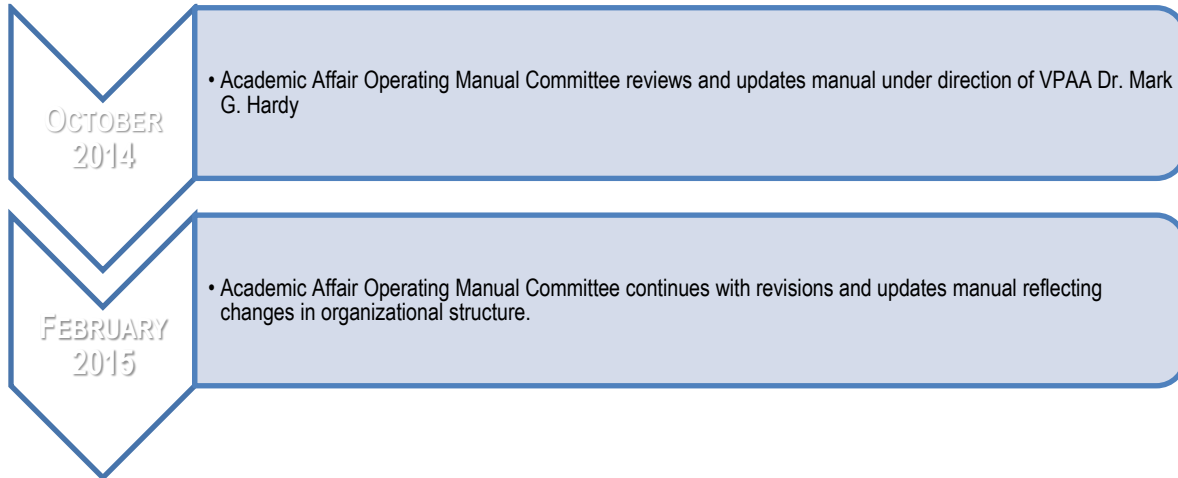 OCTOBER
2014
• Academic Affair Operating Manual Committee reviews and updates manual under direction of VPAA Dr. Mark
G. Hardy
FEBRUARY
2015
• Academic Affair Operating Manual Committee continues with revisions and updates manual reflecting
changes in organizational structure.